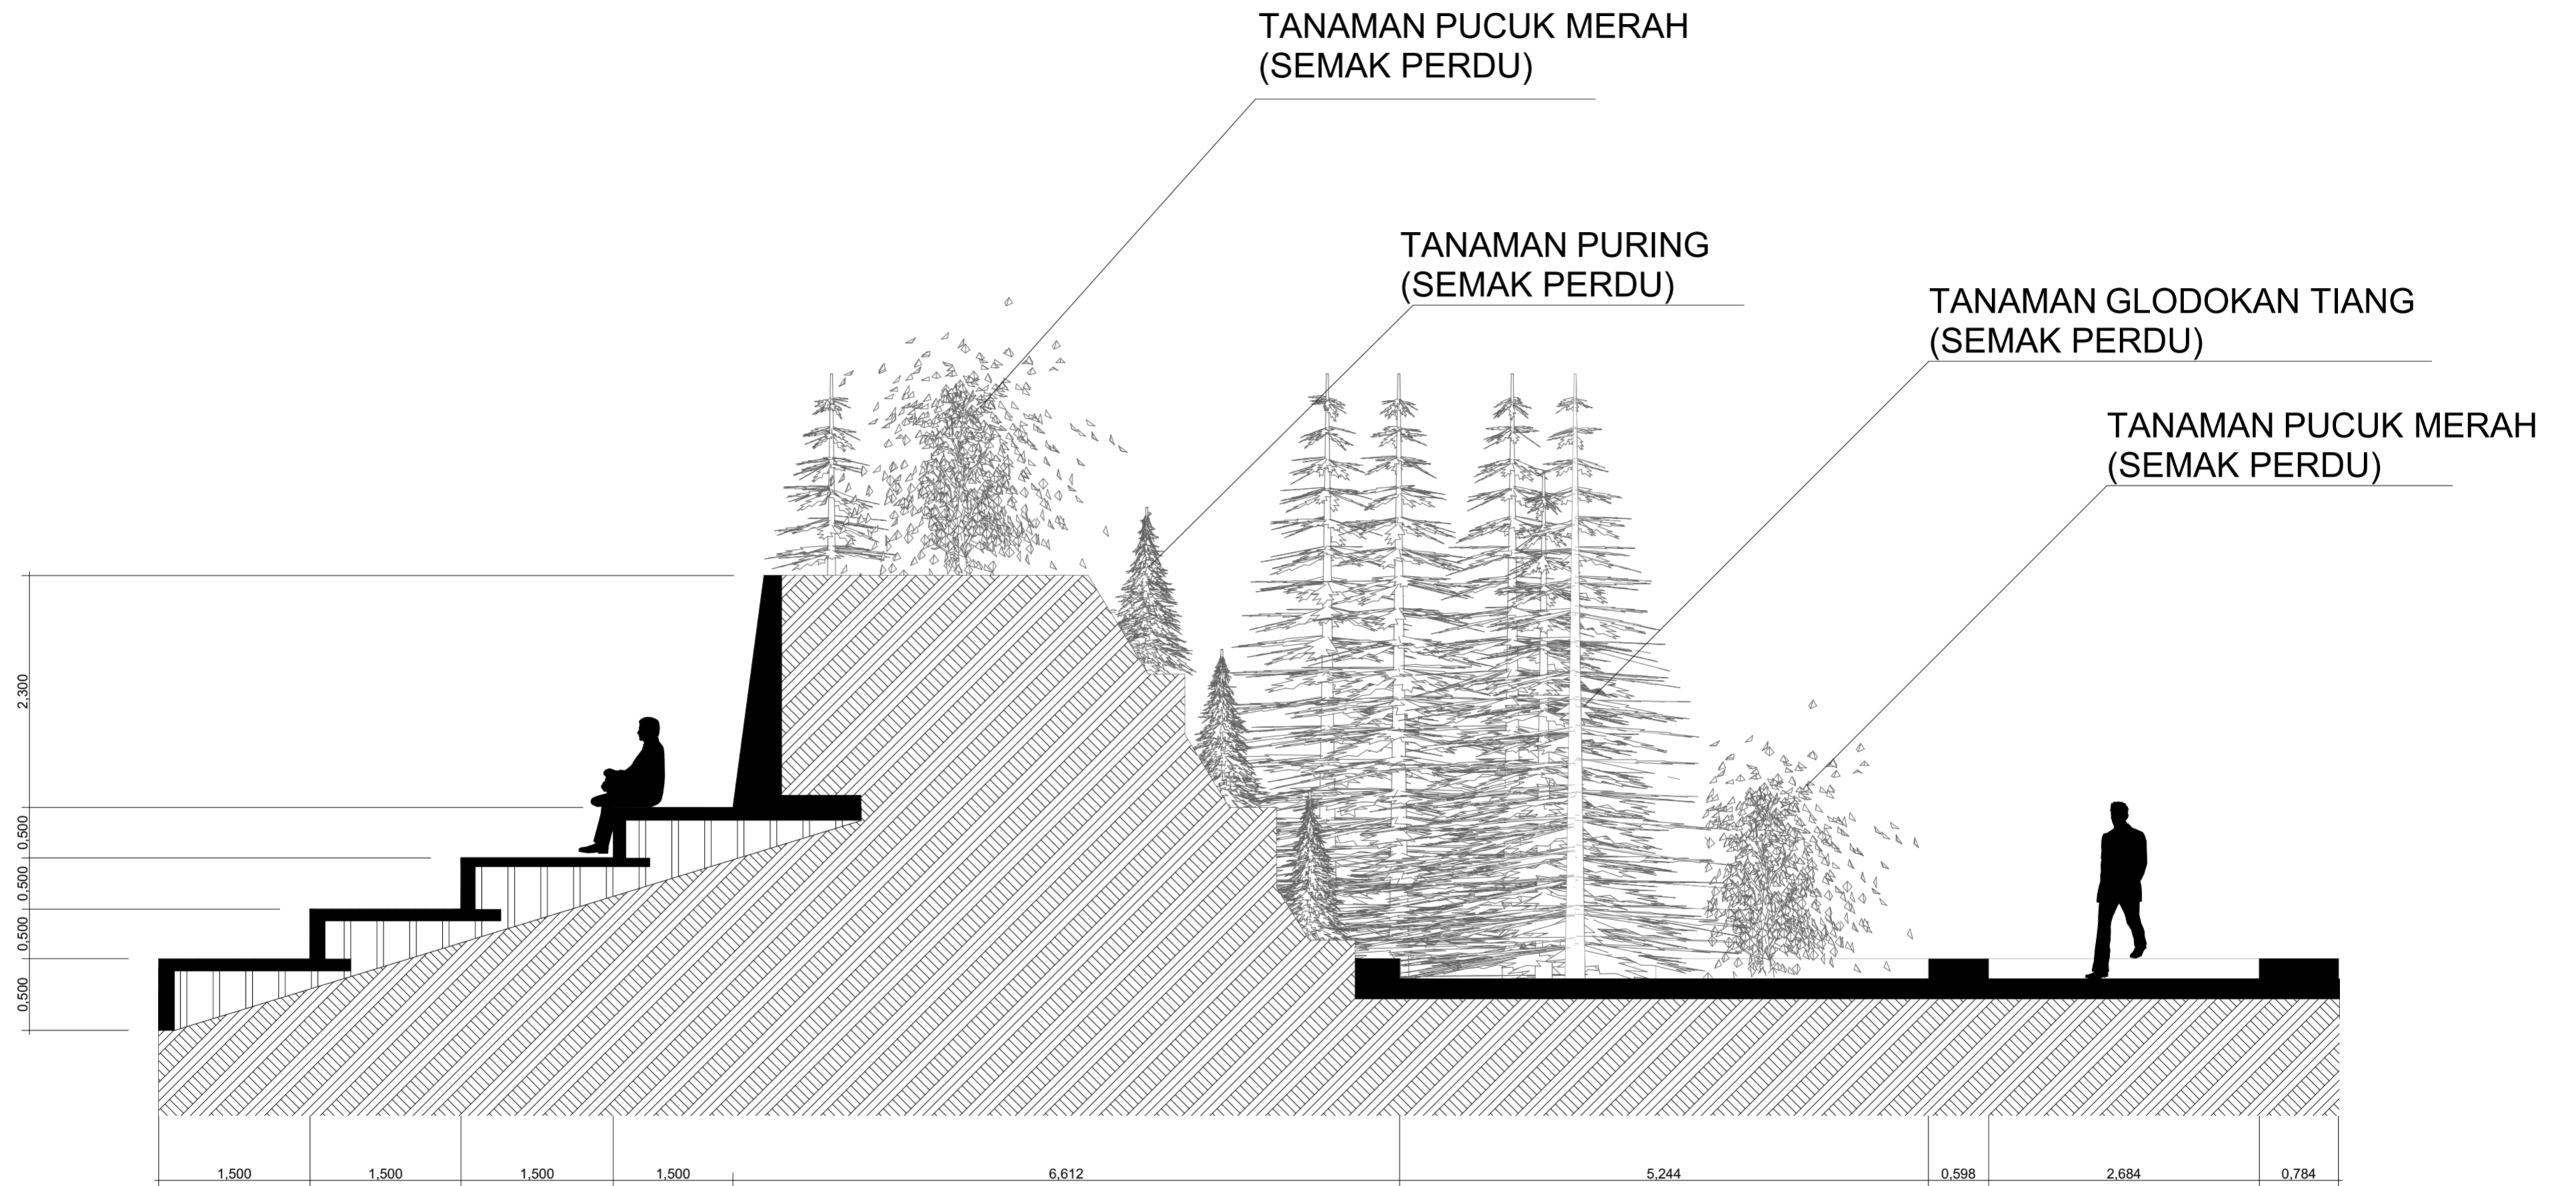 TANAMAN PUCUK MERAH
(SEMAK PERDU)
TANAMAN PURING
(SEMAK PERDU)
TANAMAN GLODOKAN TIANG
(SEMAK PERDU)
TANAMAN PUCUK MERAH
(SEMAK PERDU)
2,300
0,500
0,500
0,500
0,500
1,500
1,500
1,500
1,500
6,612
5,244
0,598
2,684
0,784